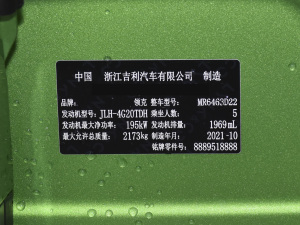 中国 浙江吉利汽车有限公司 制造
品牌: 领克 整车型号: MR6463D22
发动机型号: JLH-4G20TDH 乘坐人数: 5
发动机最大净功率: 195kW 发动机排量: 1969mL
最大允许总质量: 2173kg 制造年月: 2021-10
铭牌零件号: 8889518888